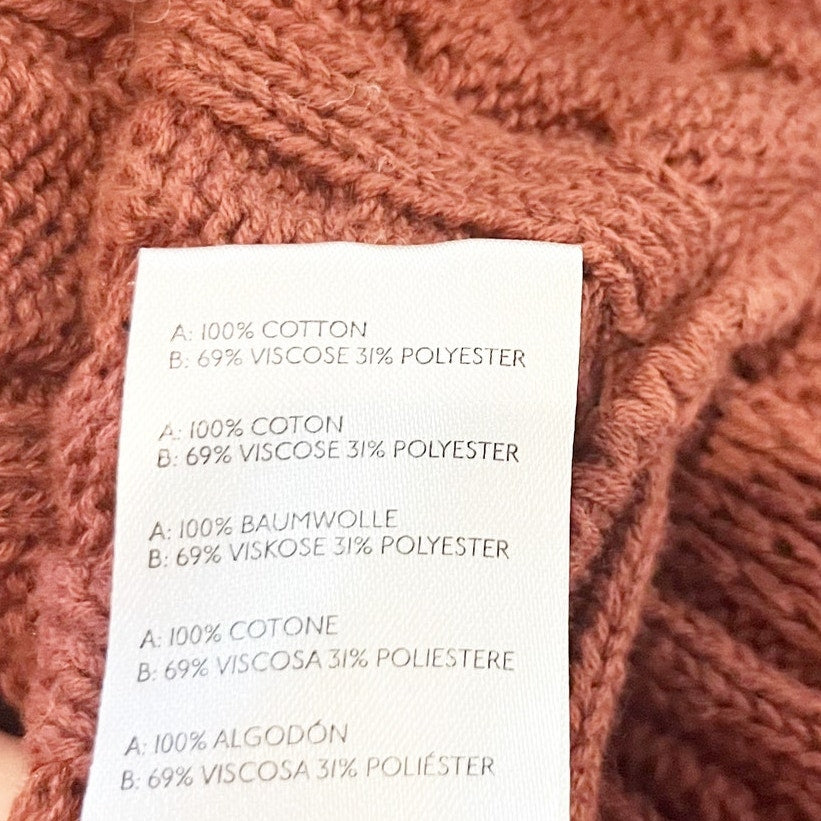 A: 100% COTTON
B: 69% VISCOSE 31% POLYESTER
A: 100% COTON
B: 69% VISCOSE 31% POLYESTER
A: 100% BAUMWOLLE
B: 69% VISKOSE 31% POLYESTER
A: 100% COTONE
B: 69% VISCOSA 31% POLIESTERE
A: 100% ALGODÓN
B: 69% VISCOSA 31% POLIÉSTER